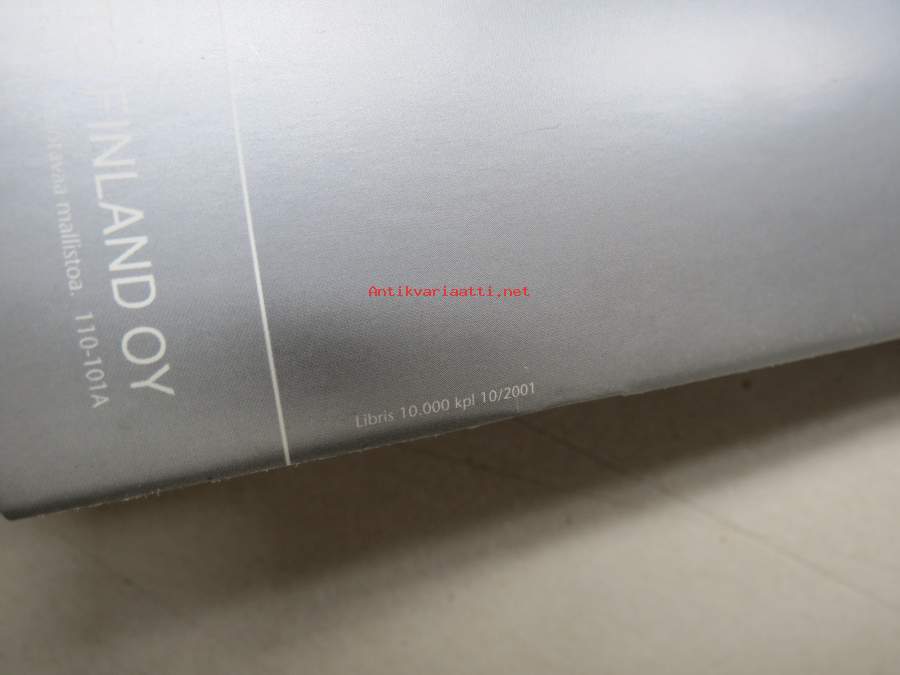 FINLAND OY
mallistoa. 110-101A
Antikvariaatti.net
Libris 10.000 kpl 10/2001